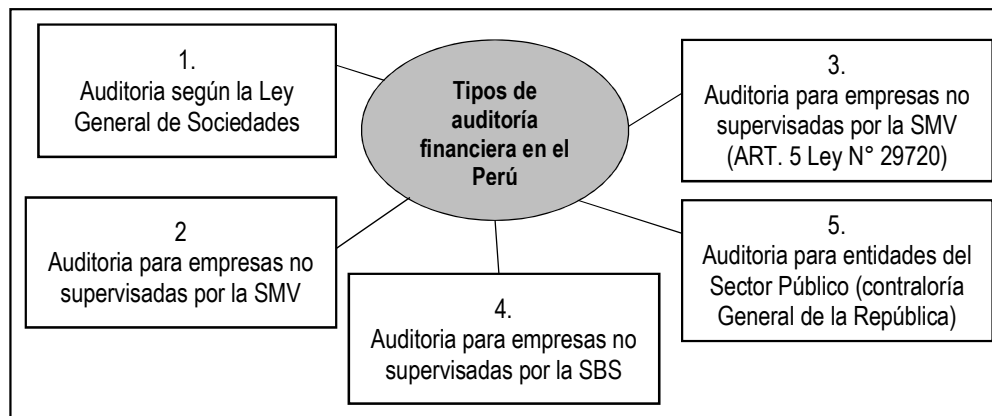 1.
Auditoria según la Ley
General de Sociedades
Tipos de
auditoría
financiera en el
Perú
3.
Auditoria para empresas no
supervisadas por la SMV
(ART. 5 Ley N° 29720)
2
Auditoria para empresas no
supervisadas por la SMV
4.
Auditoria para empresas no
supervisadas por la SBS
5.
Auditoria para entidades del
Sector Público (contraloría
General de la República)